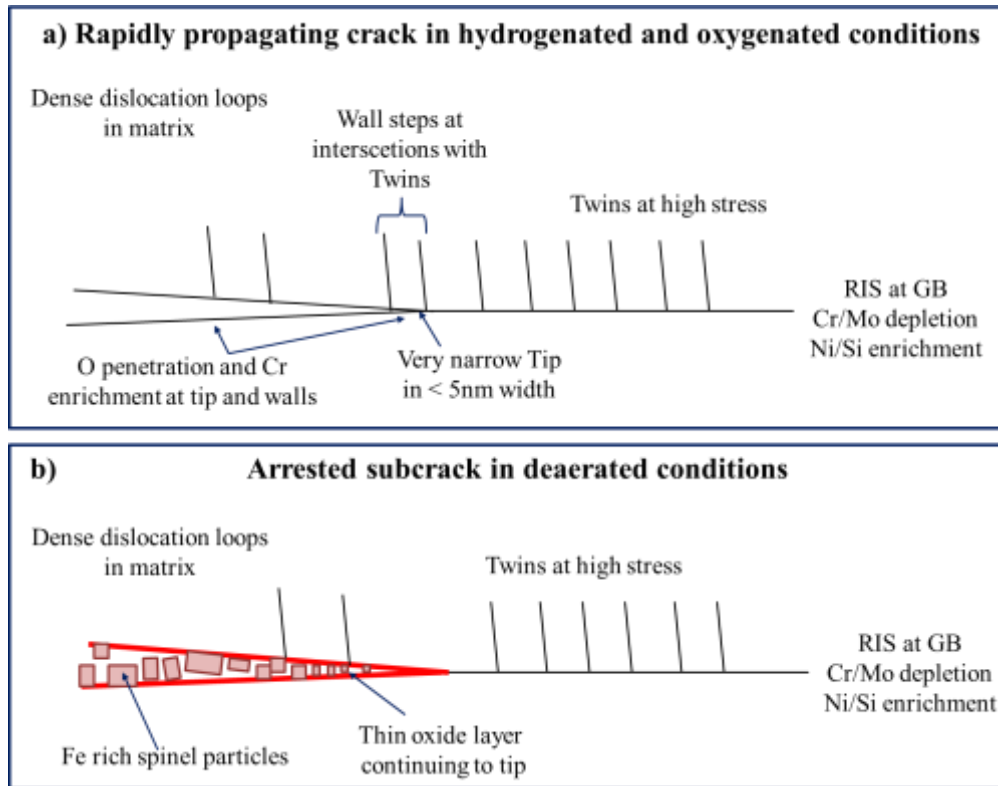 a) Rapidly propagating crack in hydrogenated and oxygenated conditions
Dense dislocation loops
in matrix
Wall steps at
interscetions with
Twins
Twins at high stress
RIS at GB
Cr/Mo depletion
Ni/Si enrichment
O penetration and Cr
enrichment at tip and walls
Very narrow Tip
in < 5nm width
b) Arrested subcrack in deaerated conditions
Dense dislocation loops
in matrix
Twins at high stress
RIS at GB
Cr/Mo depletion
Ni/Si enrichment
Fe rich spinel particles
Thin oxide layer
continuing to tip